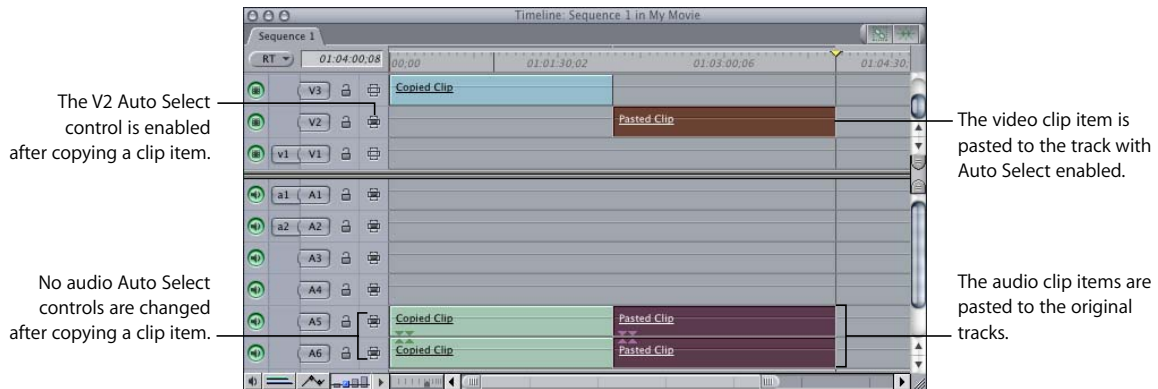 Timeline: Sequence 1 in My Movie
Sequence 1
RT
01:04:00;08
00;00
01:01:30;02
01:03:00;06
01:04:30;
V3
Copied Clip
The V2 Auto Select
control is enabled
after copying a clip item.
V2
Pasted Clip
The video clip item is
pasted to the track with
Auto Select enabled.
v1 V1
a1 A1
a2 A2
A3
A4
No audio Auto Select
controls are changed
after copying a clip item.
A5
Copied Clip
Pasted Clip
The audio clip items are
pasted to the original
tracks.
A6
Copied Clip
Pasted Clip